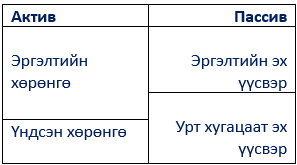 Актив
Пассив
Эргэлтийн
хөрөнгө
Эргэлтийн эх
үүсвэр
Үндсэн хөрөнгө
Урт хугацаат эх
үүсвэр